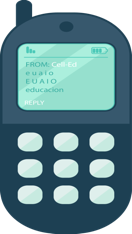 FROM: Cell Ed
e u a i o
E U A I O
educacion
REPLY